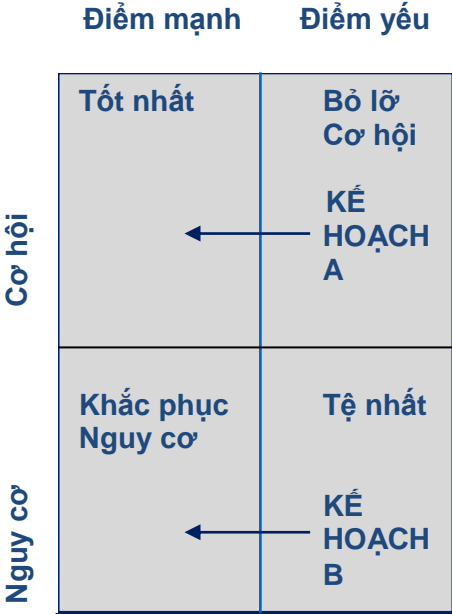 Điểm mạnh Điểm yếu
Cơ hội
Tốt nhất
Bỏ lỡ
Cơ hội
KẾ
HOẠCH
A
Nguy cơ
Khắc phục
Nguy cơ
Tệ nhất
KẾ
HOẠCH
B